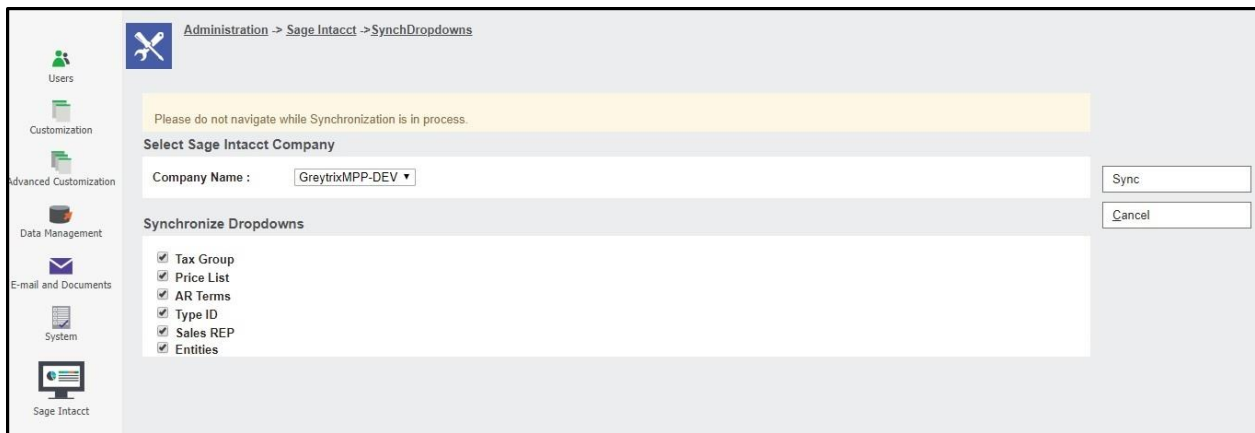 Administration -> Sage Intacct ->SynchDropdowns
Users
Customization
Advanced Customization
Data Management
E-mail and Documents
System
Sage Intacct
Please do not navigate while Synchronization is in process.
Select Sage Intacct Company
Company Name : GreytrixMPP-DEV
Synchronize Dropdowns
Tax Group
Price List
AR Terms
Type ID
Sales REP
Entities
Sync
Cancel